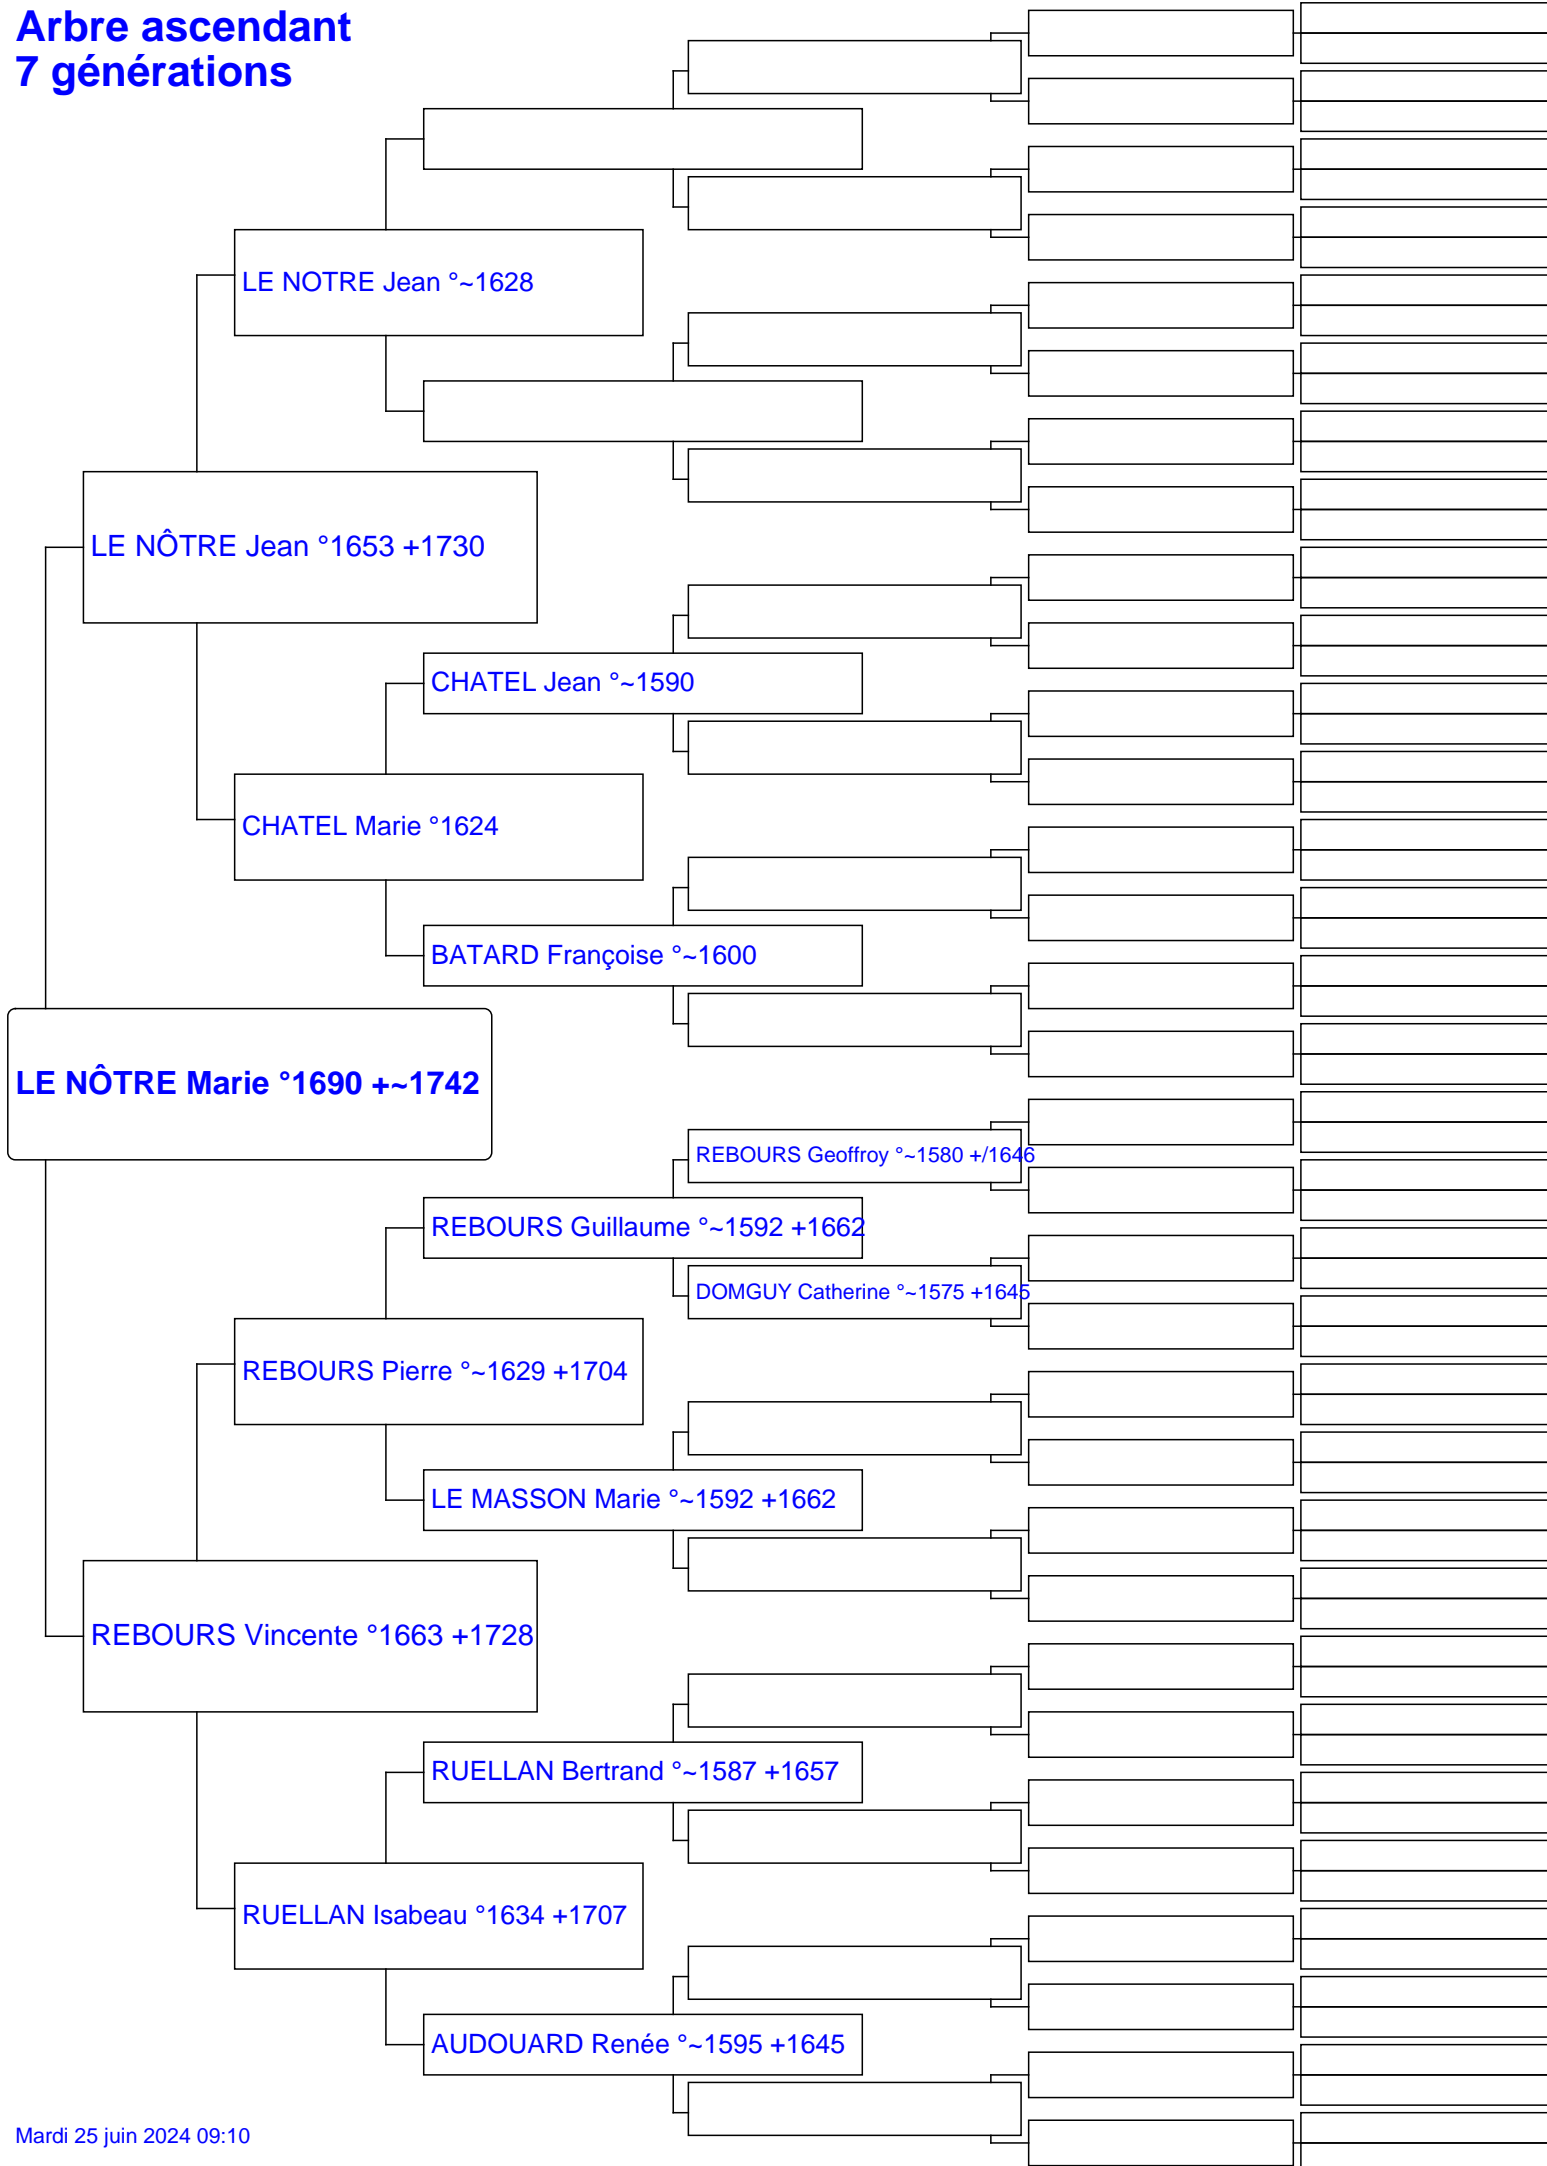 Arbre ascendant
7 générations
LE NOTRE Jean °~1628
LE NÔTRE Jean °1653 +1730
CHATEL Jean °~1590
CHATEL Marie °1624
BATARD Françoise °~1600
LE NÔTRE Marie °1690 +~1742
REBOURS Geoffroy °~1580 +/1646
REBOURS Guillaume °~1592 +1662
DOMGUY Catherine °~1575 +1645
REBOURS Pierre °~1629 +1704
LE MASSON Marie °~1592 +1662
REBOURS Vincente °1663 +1728
RUELLAN Bertrand °~1587 +1657
RUELLAN Isabeau °1634 +1707
AUDOUARD Renée °~1595 +1645
Mardi 25 juin 2024 09:10